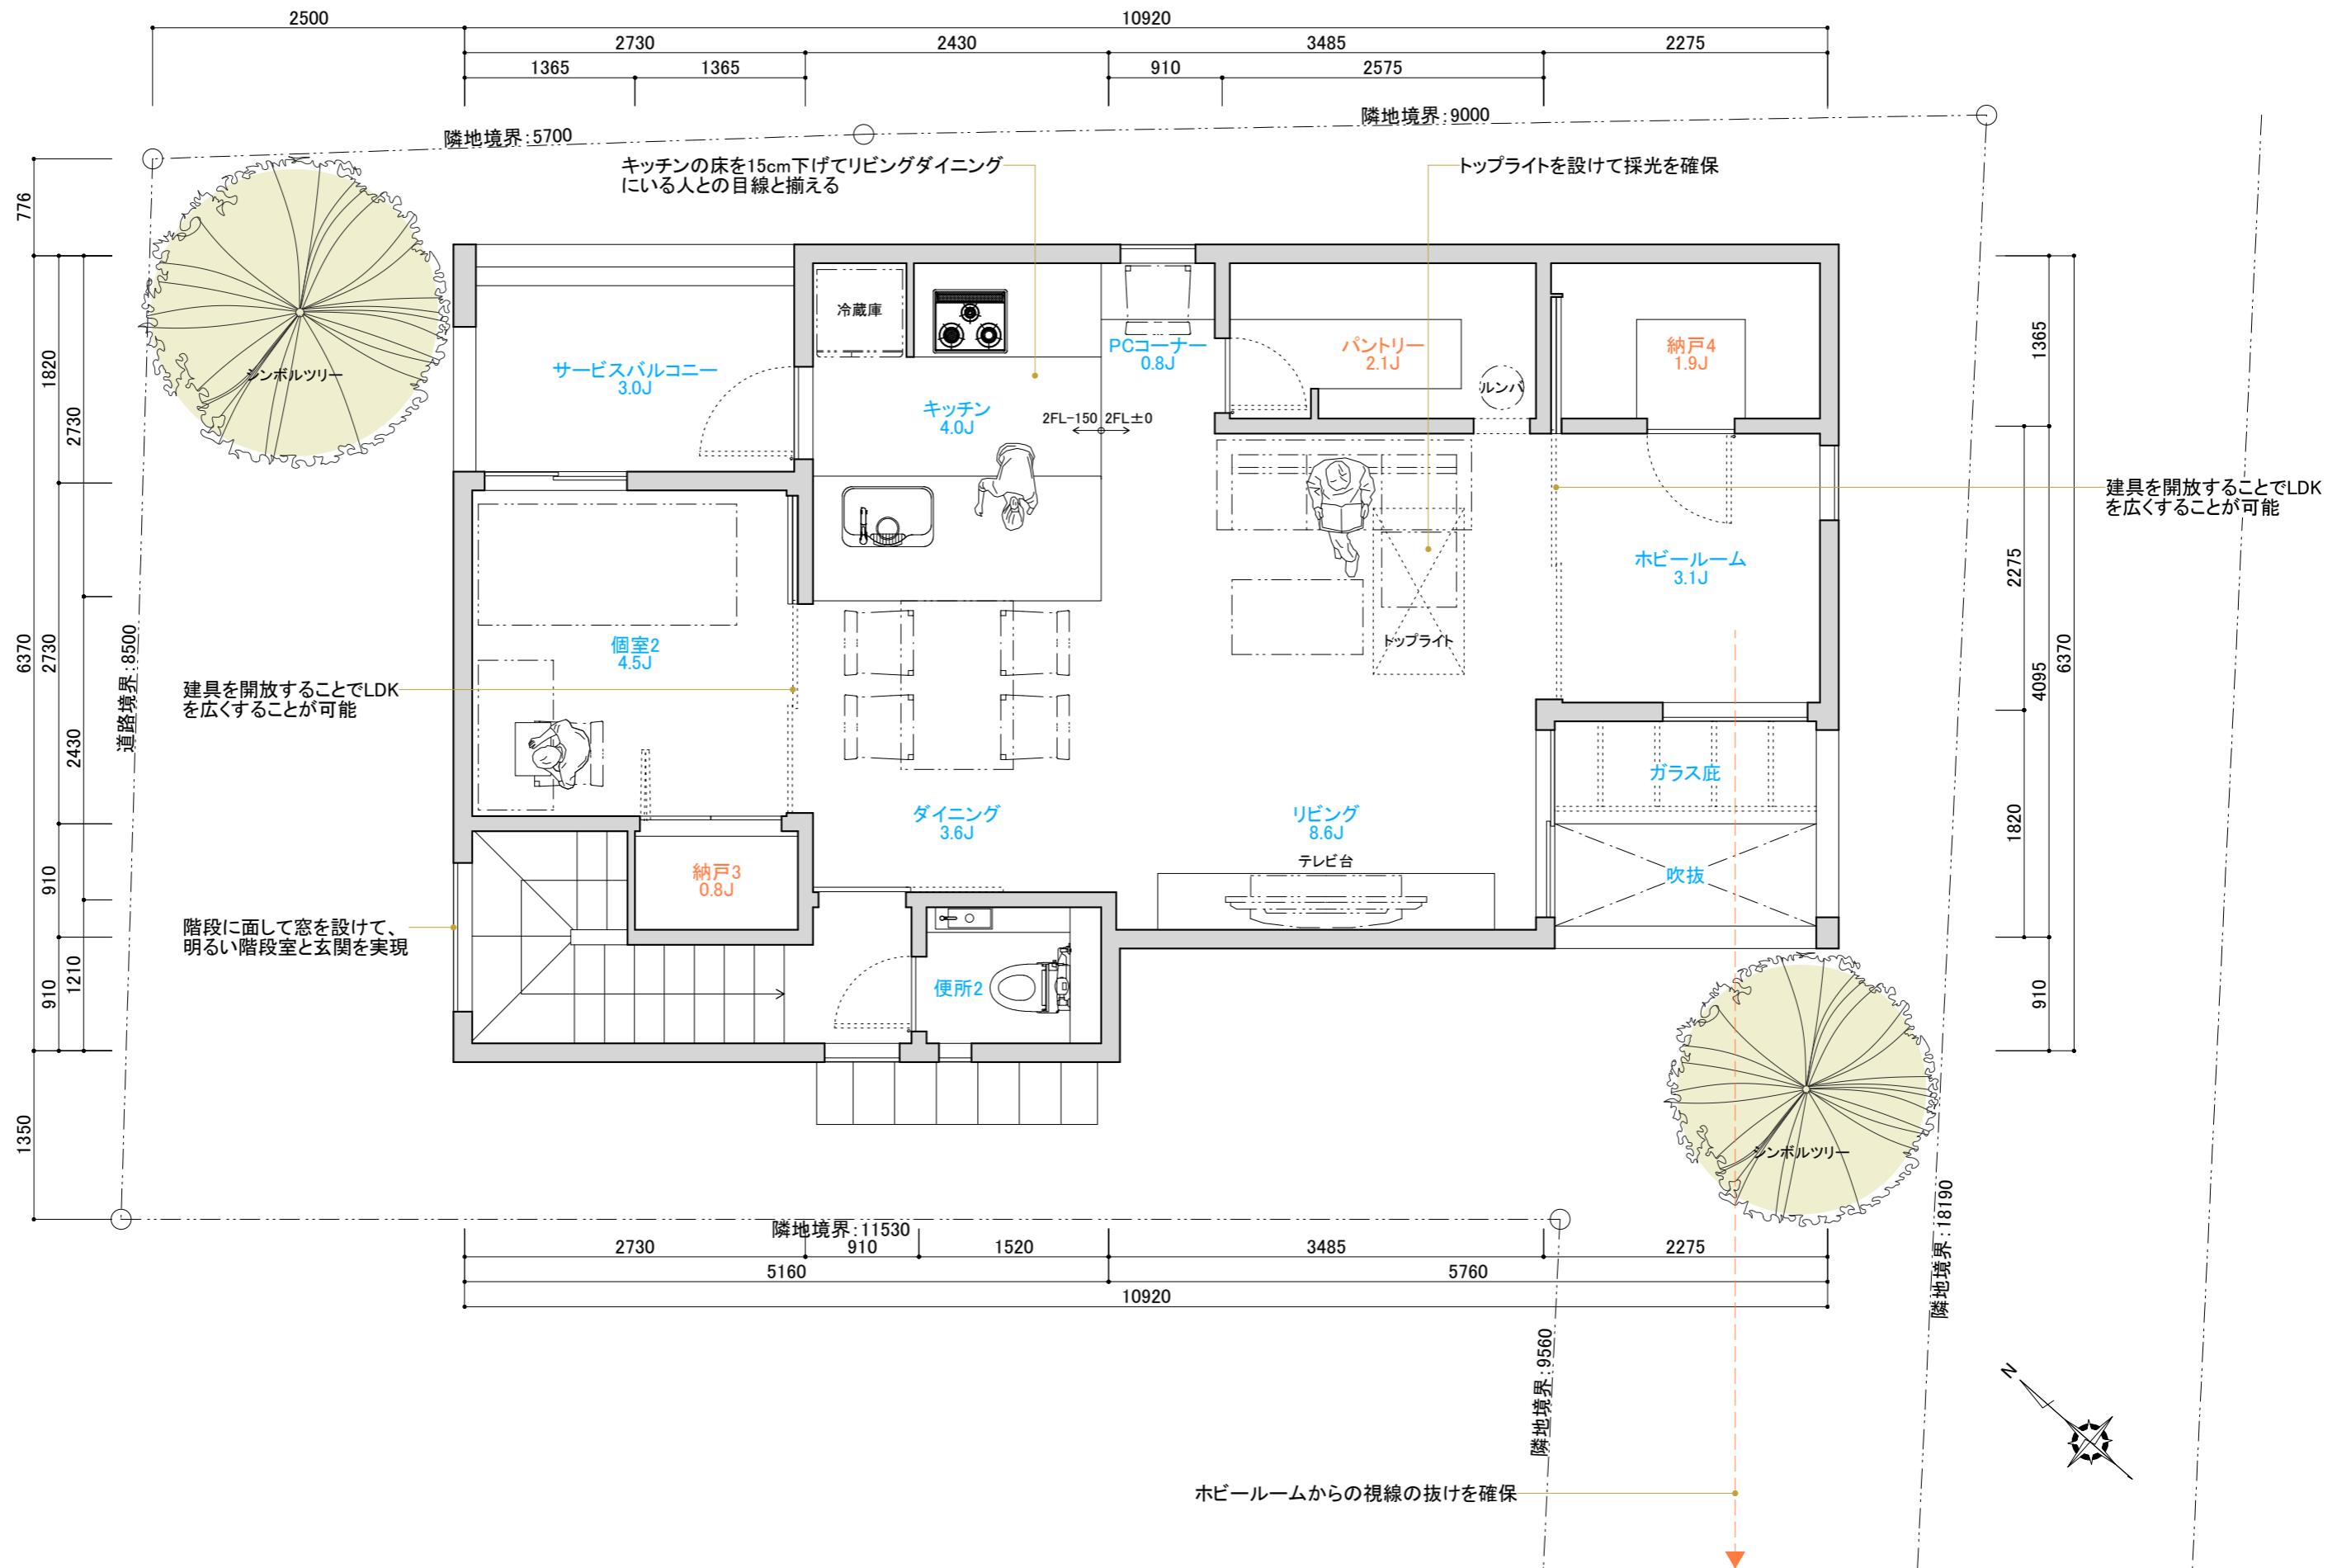 2500
10920
2730
2430
3485
2275
1365
1365
910
2575
隣地境界：5700
隣地境界：9000
キッチンの床を15cm下げてリビングダイニング
にいる人との目線と揃える
トップライトを設けて採光を確保
776
1820
2730
6370
2730
2430
910
1210
910
1350
道路境界：8500
シンボルツリー
サービスバルコニー
3.0J
冷蔵庫
キッチン
4.0J
PCコーナー
0.8J
2FL-150
2FL±0
パントリー
2.1J
ルンバ
納戸4
1.9J
1365
2275
4095
6370
1820
910
建具を開放することでLDK
を広くすることが可能
ホビールーム
3.1J
トップライト
個室2
4.5J
建具を開放することでLDK
を広くすることが可能
ダイニング
3.6J
リビング
8.6J
テレビ台
ガラス庇
吹抜
納戸3
0.8J
階段に面して窓を設けて、
明るい階段室と玄関を実現
便所2
シンボルツリー
隣地境界：11530
2730
910
1520
3485
2275
5160
5760
10920
隣地境界：9560
隣地境界：18190
N
ホビールームからの視線の抜けを確保